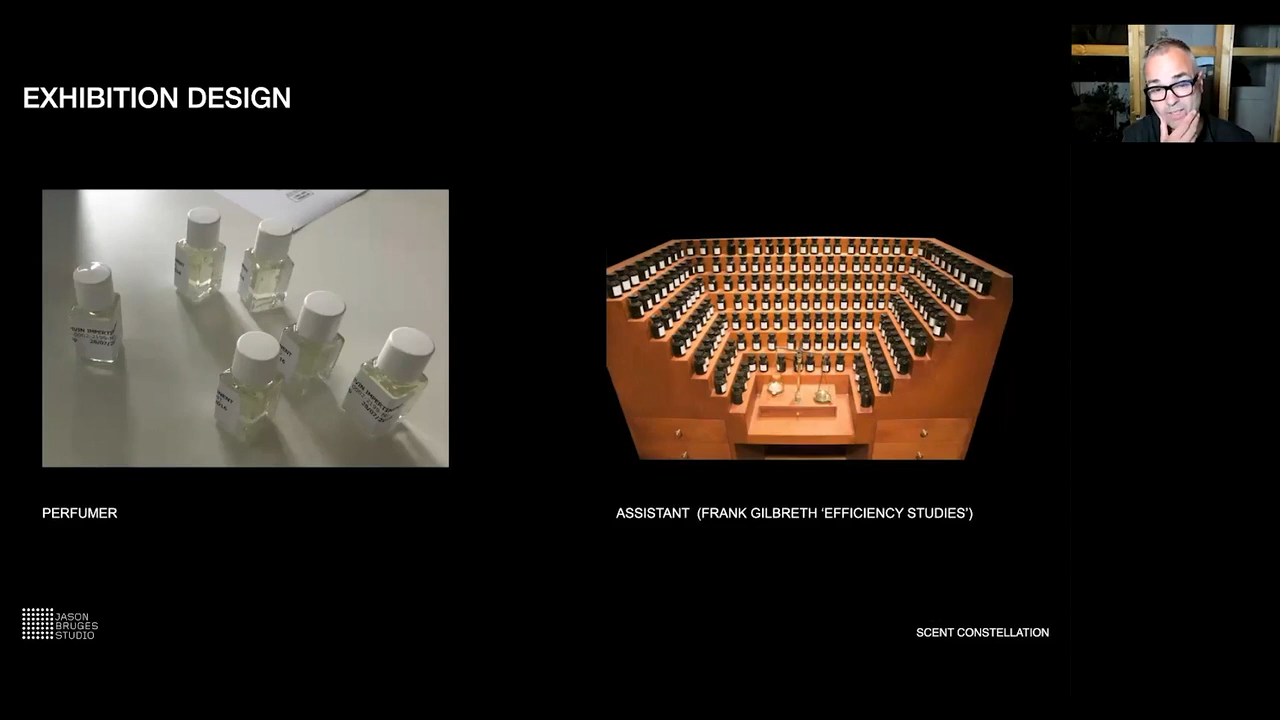 EXHIBITION DESIGN
PERFUMER
ASSISTANT (FRANK GILBRETH ‘EFFICIENCY STUDIES’)
JASON
BRUGES
STUDIO
SCENT CONSTELLATION